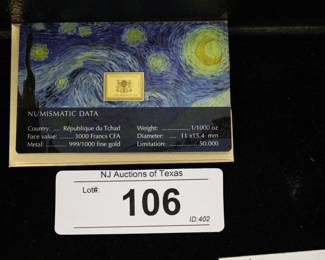 NUMISMATIC DATA
Country: .... République du Tchad
Weight: ........... 1/1000 oz
Face value: ....... 3000 Francs CFA
Diameter: .... 11 x15.4 mm
Metal: ......... 999/1000 fine gold
Limitation: ............ 50.000
NJ Auctions of Texas
Lot#:
106
ID:402